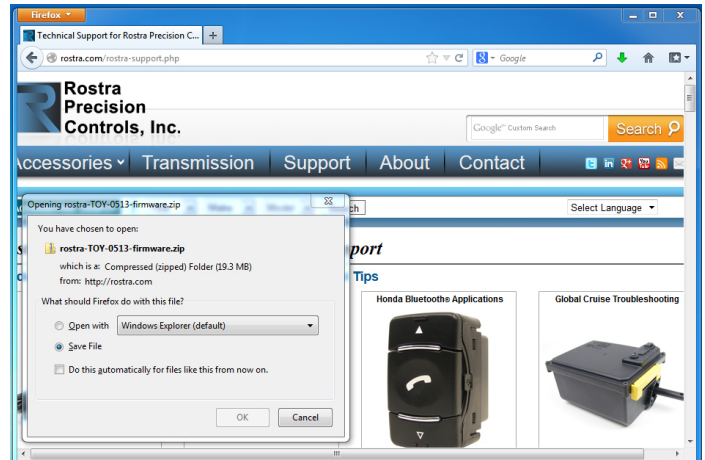 Firefox
Technical Support for Rostra Precision C...
rostra.com/rostra-support.php
Google
Rostra
Precision
Controls, Inc.
Google™ Custom Search
Search
Accessories Transmission Support About Contact
Opening rostra-TOY-0513-firmware.zip
Select Language
You have chosen to open:
rostra-TOY-0513-firmware.zip
which is a: Compressed (zipped) Folder (19.3 MB)
from: http://rostra.com
What should Firefox do with this file?
Open with Windows Explorer (default)
Save File
Do this automatically for files like this from now on.
OK Cancel
Tips
Honda Bluetooth® Applications
Global Cruise Troubleshooting